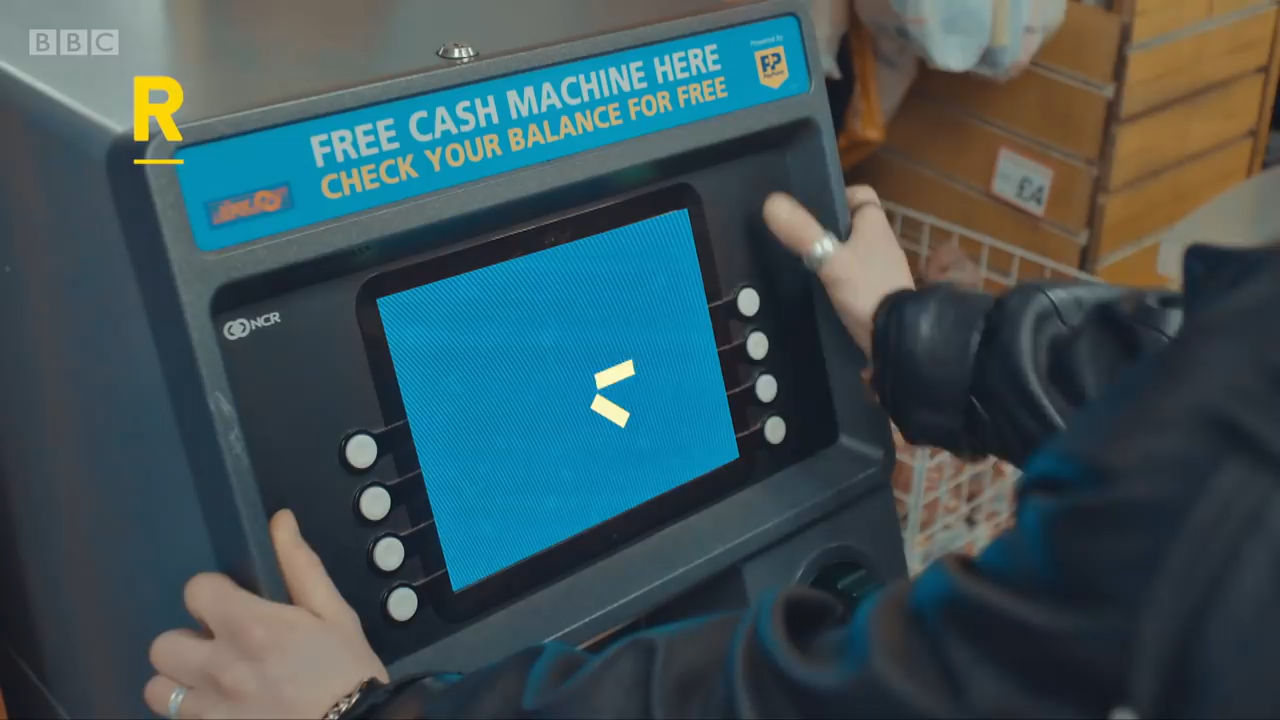 BBC
R
FREE CASH MACHINE HERE
CHECK YOUR BALANCE FOR FREE
Powered by
NCR
£4